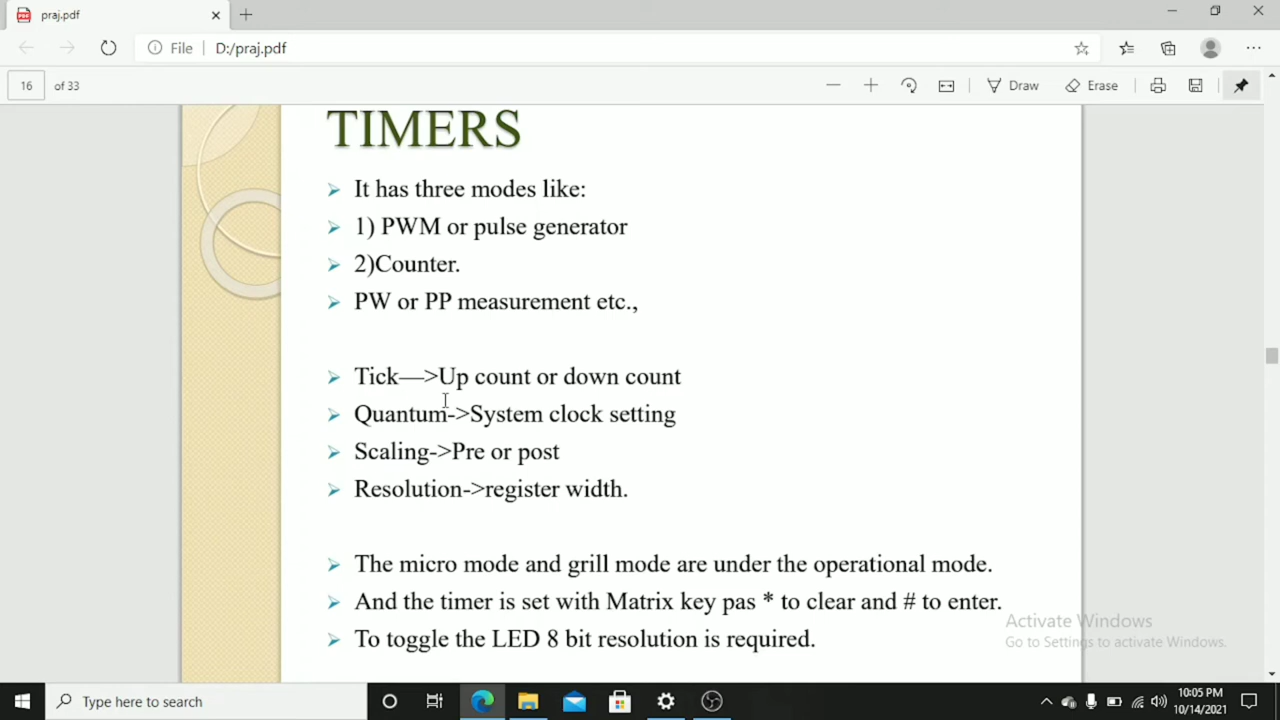 praj.pdf
File
D:/praj.pdf
16 of 33
Draw
Erase
TIMERS
It has three modes like:
1) PWM or pulse generator
2)Counter.
PW or PP measurement etc.,
Tick—>Up count or down count
Quantum->System clock setting
Scaling->Pre or post
Resolution->register width.
The micro mode and grill mode are under the operational mode.
And the timer is set with Matrix key pas * to clear and # to enter.
To toggle the LED 8 bit resolution is required.
Activate Windows
Go to Settings to activate Windows.
Type here to search
10:05 PM
10/14/2021